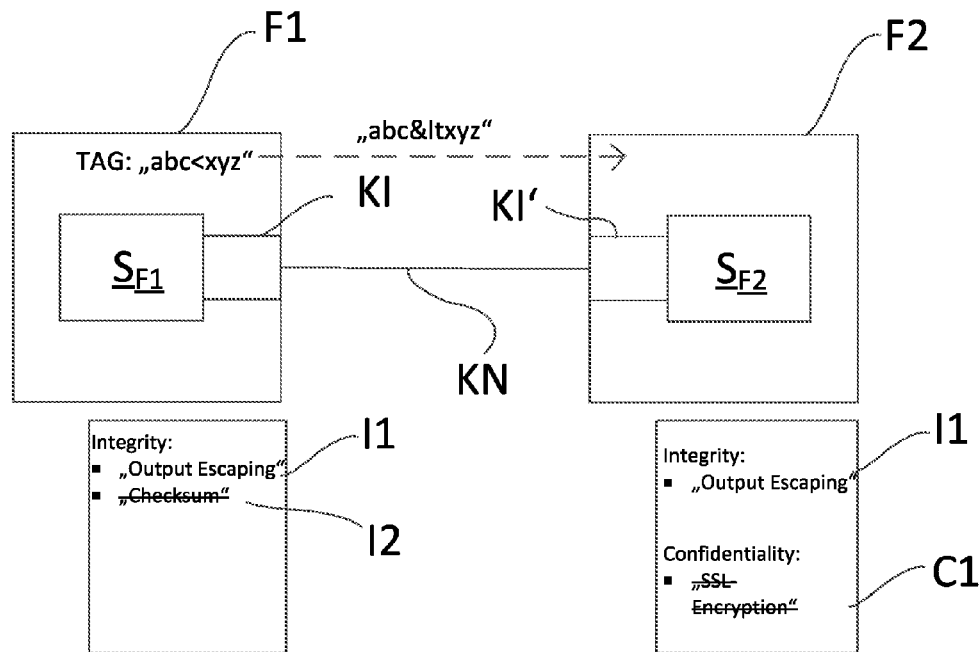 F1
F2
„abc&ltxyz“
TAG: „abc<xyz“
KI
KI‘
SF1
SF2
KN
Integrity:
▪ „Output Escaping“
▪ „Checksum“
I1
I2
Integrity:
▪ „Output Escaping“
I1
Confidentiality:
▪ „SSL-
Encryption“
C1